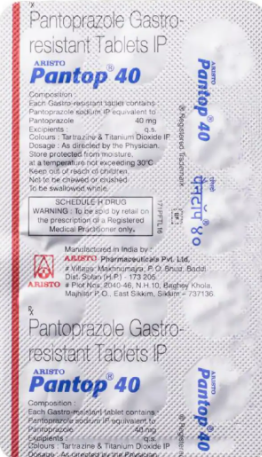 Rx
Pantoprazole Gastro-
resistant Tablets IP
ARISTO
Pantop® 40
Composition :
Each Gastro-resistant tablet contains :
Pantoprazole sodium IP equivalent to
Pantoprazole 40 mg
Excipients : q.s.
Colours : Tartrazine & Titanium Dioxide IP
Dosage : As directed by the Physician.
Store protected from moisture,
at a temperature not exceeding 30°C
Keep out of reach of children.
Not to be chewed or crushed
To be swallowed whole.
SCHEDULE H DRUG
WARNING : To be sold by retail on
the prescription of a Registered
Medical Practitioner only.
Manufactured in India by :
ARISTO Pharmaceuticals Pvt. Ltd.
ARISTO
# Village: Makhnumajra, P.O. Bhud, Baddi
Dist. Solan (H.P.) - 173 205.
# Plot Nos. 2040-46, N.H.10, Baghey Khola,
Majhitar P.O., East Sikkim, Sikkim – 737136.
ARISTO
Pantop® 40
® Registered Trademark
पैन्टॉप® ४०
ARISTO
Pantop® 40
Rx
Pantoprazole Gastro-
resistant Tablets IP
ARISTO
Pantop® 40
Composition :
Each Gastro-resistant tablet contains :
Pantoprazole sodium IP equivalent to
Pantoprazole 40 mg
Excipients : q.s.
Colours : Tartrazine & Titanium Dioxide IP
Dosage : As directed by the Physician.